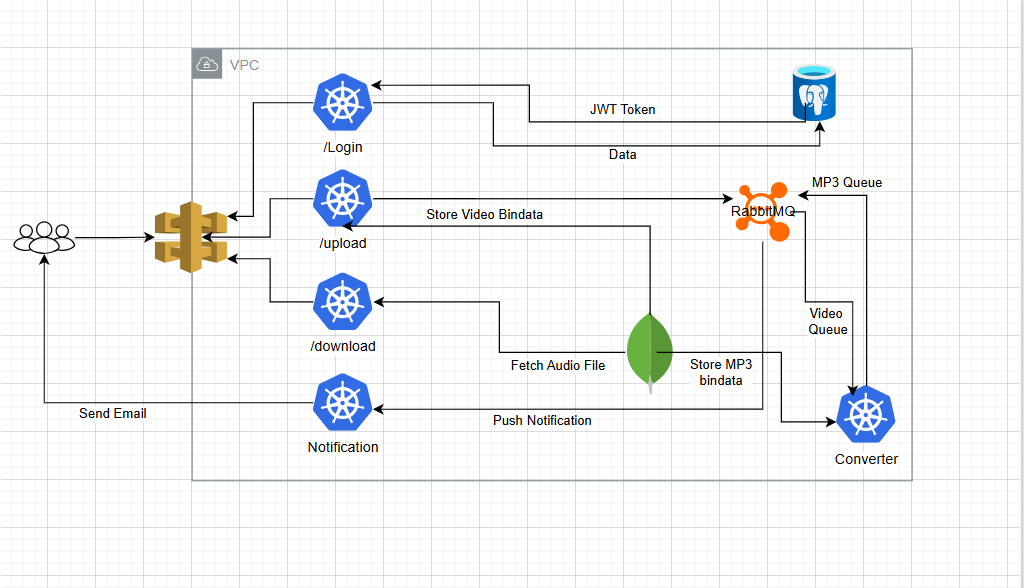 VPC
JWT Token
/Login
Data
MP3 Queue
RabbitMQ
Store Video Bindata
/upload
Video
Queue
/download
Fetch Audio File
Store MP3
bindata
Send Email
Push Notification
Notification
Converter